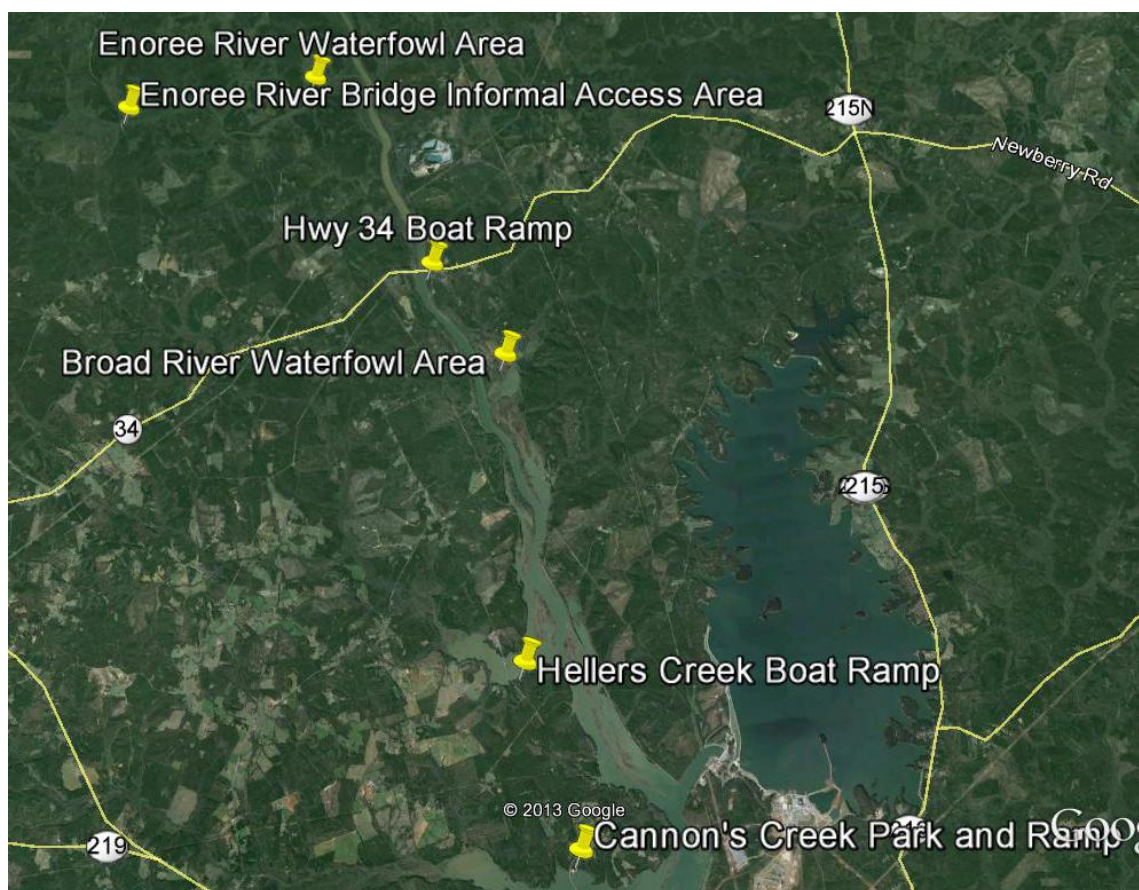 Enoree River Waterfowl Area
Enoree River Bridge Informal Access Area
215N
Newberry Rd
Hwy 34 Boat Ramp
Broad River Waterfowl Area
34
215
Hellers Creek Boat Ramp
© 2013 Google
219
Cannon's Creek Park and Ramp